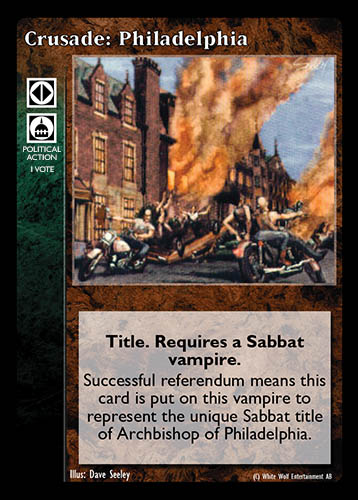 Crusade: Philadelphia
POLITICAL
ACTION
1 VOTE
Title. Requires a Sabbat
vampire.
Successful referendum means this
card is put on this vampire to
represent the unique Sabbat title
of Archbishop of Philadelphia.
Illus: Dave Seeley
(C) White Wolf Entertainment AB